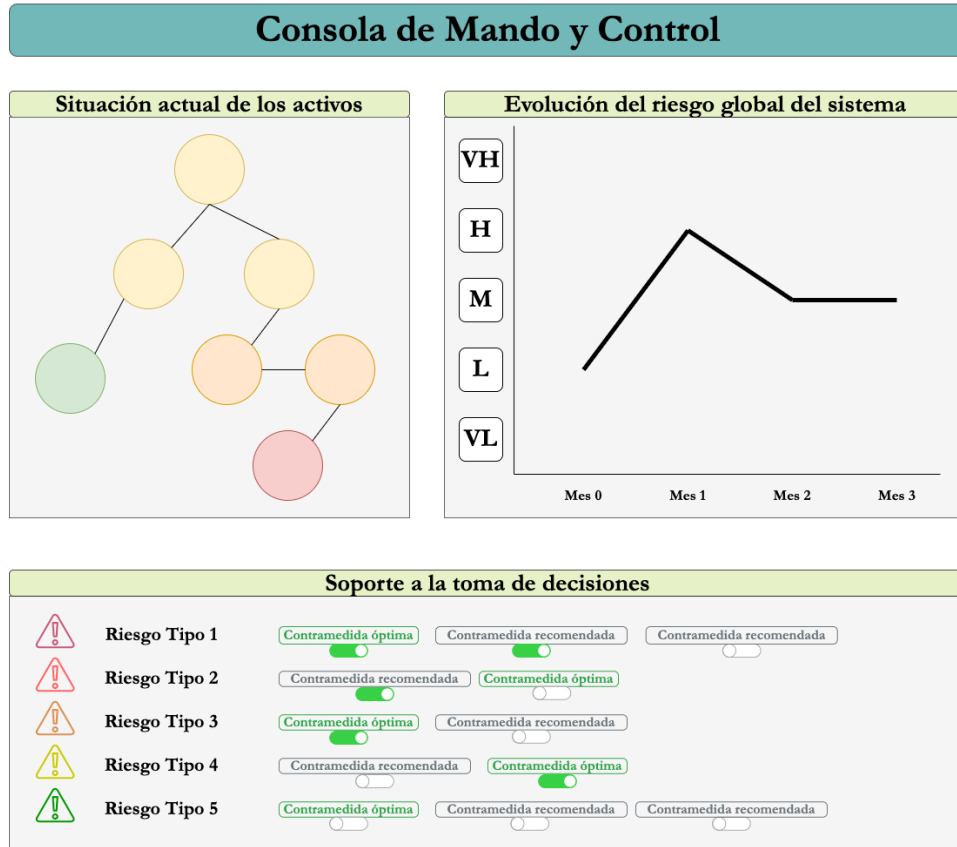 Consola de Mando y Control
Situación actual de los activos
Evolución del riesgo global del sistema
VH
H
M
L
VL
Mes 0 Mes 1 Mes 2 Mes 3
Soporte a la toma de decisiones
Riesgo Tipo 1 Contramedida óptima Contramedida recomendada Contramedida recomendada
Riesgo Tipo 2 Contramedida recomendada Contramedida óptima
Riesgo Tipo 3 Contramedida óptima Contramedida recomendada
Riesgo Tipo 4 Contramedida recomendada Contramedida óptima
Riesgo Tipo 5 Contramedida óptima Contramedida recomendada Contramedida recomendada